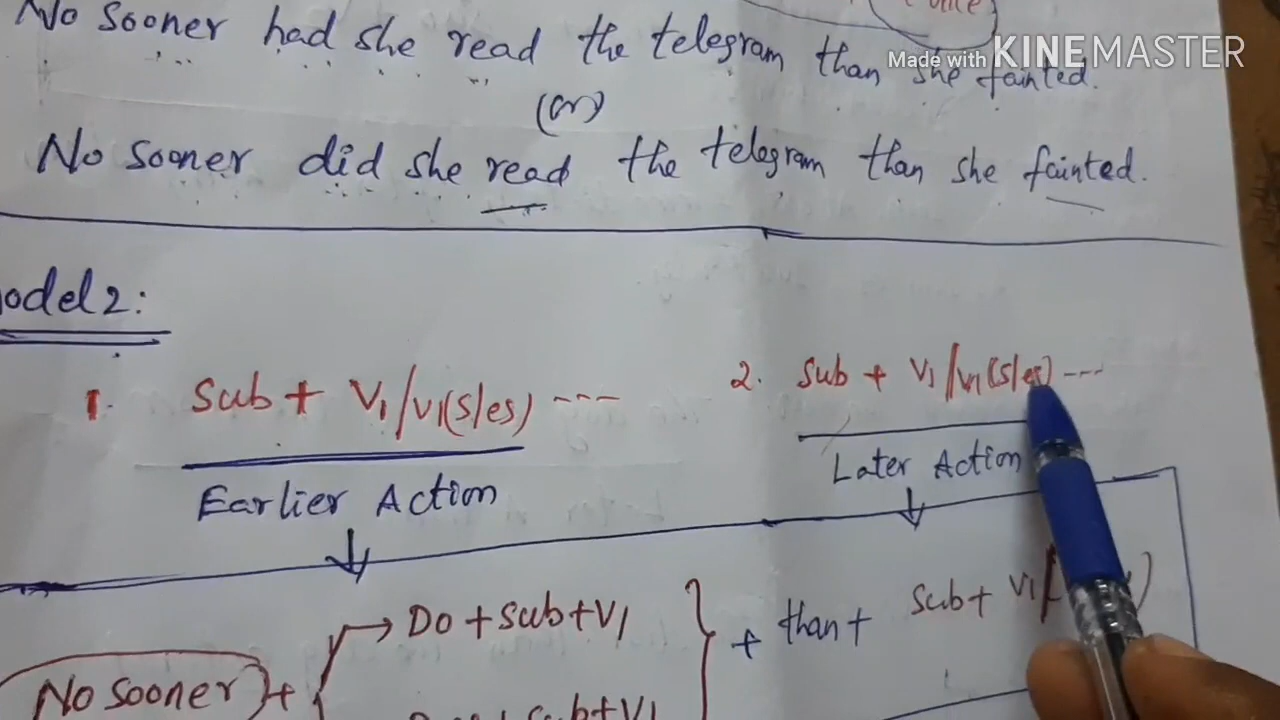 No sooner had she read the telegram than she fainted.
Made with KINEMASTER
(or)
No sooner did she read the telegram than she fainted.
odel 2:
1. Sub + V1/V1(s/es) ---
2. Sub + V1/V1(s/es) ---
Earlier Action
Later Action
No sooner +
Do + sub + V1
+ than + sub + V1/
sub + V1